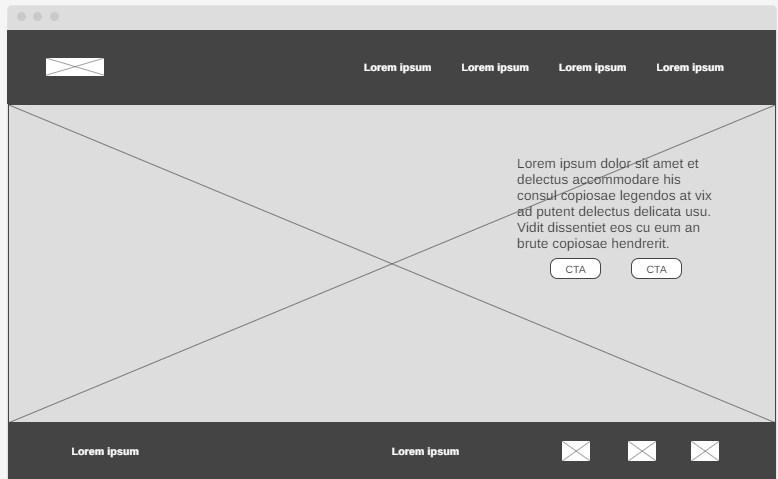 Lorem ipsum Lorem ipsum Lorem ipsum Lorem ipsum
Lorem ipsum dolor sit amet et
delectus accommodare his
consul copiosae legendos at vix
ad putent delectus delicata usu.
Vidit dissentiet eos cu eum an
brute copiosae hendrerit.
CTA CTA
Lorem ipsum Lorem ipsum